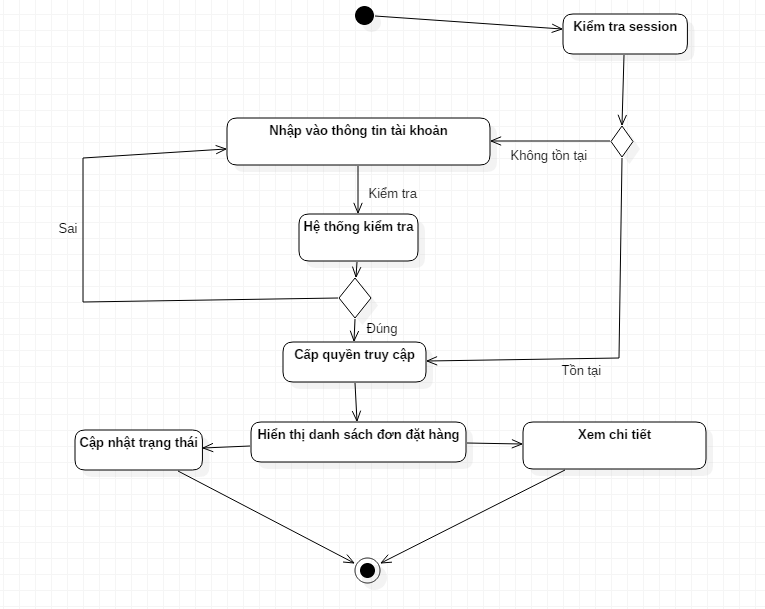 Kiểm tra session
Nhập vào thông tin tài khoản
Không tồn tại
Kiểm tra
Hệ thống kiểm tra
Sai
Đúng
Cấp quyền truy cập
Tồn tại
Cập nhật trạng thái
Hiển thị danh sách đơn đặt hàng
Xem chi tiết